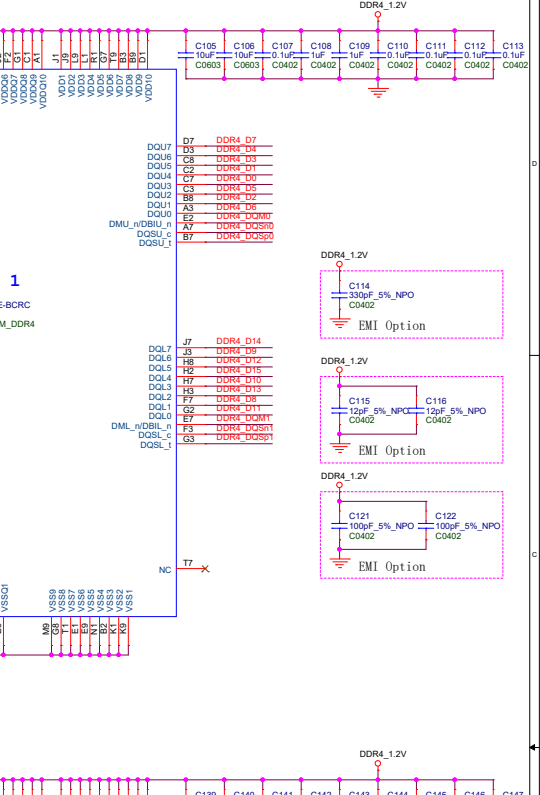 DDR4_1.2V
C105 C106 C107 C108 C109 C110 C111 C112 C113
10uF 10uF 0.1uF 1uF 1uF 0.1uF 0.1uF 0.1uF 0.1uF
C0603 C0603 C0402 C0402 C0402 C0402 C0402 C0402 C0402
F2 G1 C1 A1 J1 J9 L9 L1 R1 G7 T9 B3 B9 D1
VDDQ6 VDDQ7 VDDQ8 VDDQ9 VDDQ10 VDD1 VDD2 VDD3 VDD4 VDD5 VDD6 VDD7 VDD8 VDD9 VDD10
D
DQU7 D7 DDR4_D7
DQU6 D3 DDR4_D4
DQU5 C8 DDR4_D3
DQU4 C2 DDR4_D1
DQU3 C7 DDR4_D0
DQU2 C3 DDR4_D5
DQU1 B8 DDR4_D2
DQU0 A3 DDR4_D6
DMU_n/DBIU_n E2 DDR4_DQM0
DQSU_c A7 DDR4_DQSn0
DQSU_t B7 DDR4_DQSp0
DDR4_1.2V
1
C114
330pF_5%_NPO
C0402
E-BCRC
M_DDR4
EMI Option
DQL7 J7 DDR4_D14
DQL6 J3 DDR4_D9
DQL5 H8 DDR4_D12
DQL4 H2 DDR4_D15
DQL3 H7 DDR4_D10
DQL2 H3 DDR4_D13
DQL1 F7 DDR4_D8
DQL0 G2 DDR4_D11
DML_n/DBIL_n E7 DDR4_DQM1
DQSL_c F3 DDR4_DQSn1
DQSL_t G3 DDR4_DQSp1
DDR4_1.2V
C115 C116
12pF_5%_NPO 12pF_5%_NPO
C0402 C0402
EMI Option
DDR4_1.2V
C121 C122
100pF_5%_NPO 100pF_5%_NPO
C0402 C0402
C
EMI Option
NC T7
VSSQ1 VSS9 VSS8 VSS7 VSS6 VSS5 VSS4 VSS3 VSS2 VSS1
M9 G8 T1 E1 E9 N1 B2 K1 K9
DDR4_1.2V
C139 C140 C141 C142 C143 C144 C145 C146 C147